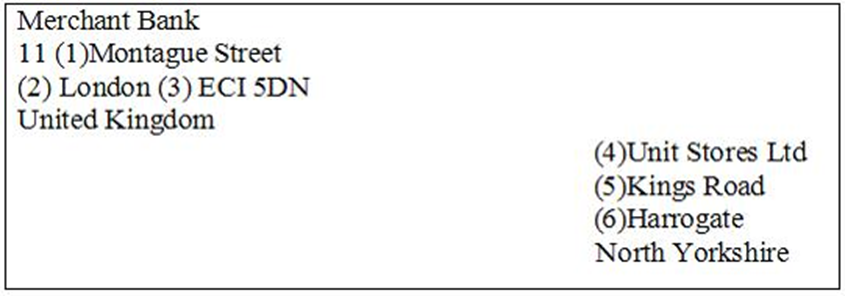 Merchant Bank
11 (1)Montague Street
(2) London (3) ECI 5DN
United Kingdom
(4)Unit Stores Ltd
(5)Kings Road
(6)Harrogate
North Yorkshire